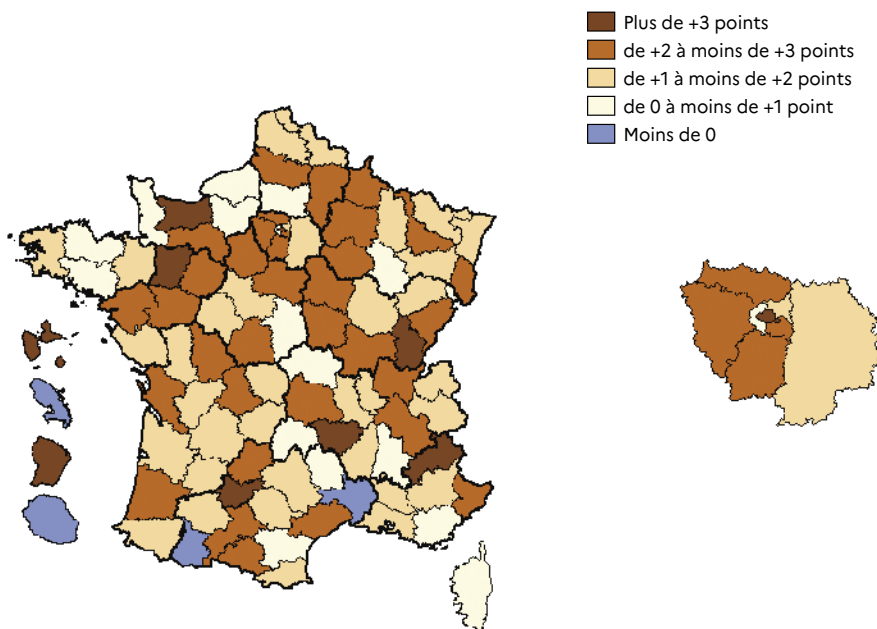 Plus de +3 points
de +2 à moins de +3 points
de +1 à moins de +2 points
de 0 à moins de +1 point
Moins de 0